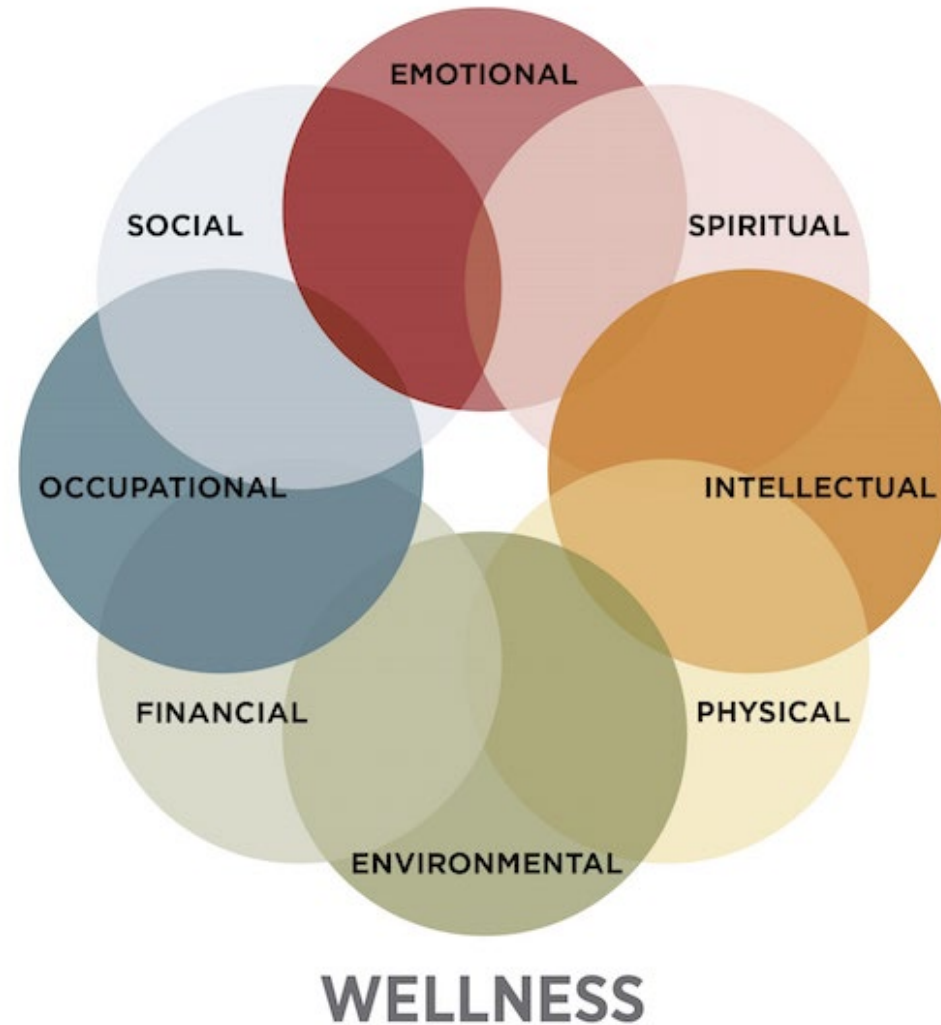 EMOTIONAL
SOCIAL
SPIRITUAL
OCCUPATIONAL
INTELLECTUAL
FINANCIAL
PHYSICAL
ENVIRONMENTAL
WELLNESS